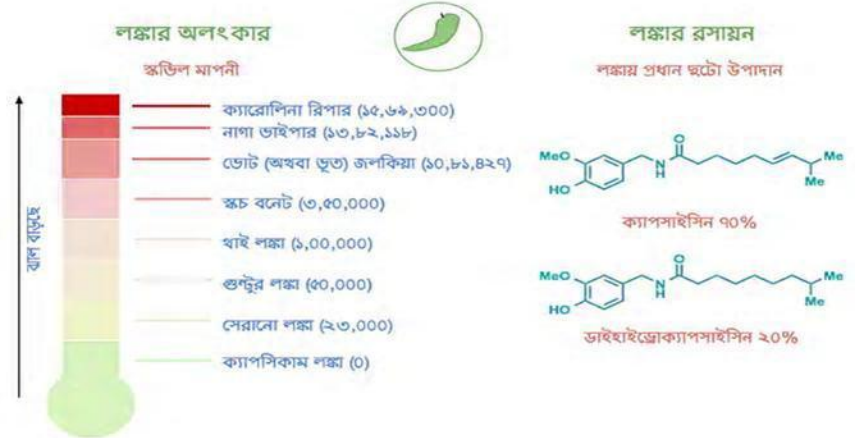 লঙ্কার অলংকার
স্কভিল মাপনী
ঝাল বাড়ছে
ক্যারোলিনা রিপার (১৫,৬৯,৩০০)
নাগা ভাইপার (১৩,৮২,১১৮)
ভোট (অথবা ভূত) জলকিয়া (১০,৮১,৪২৭)
স্কচ বনেট (৩,৫০,০০০)
থাই লঙ্কা (১,০০,০০০)
গুন্টুর লঙ্কা (৫০,০০০)
সেরানো লঙ্কা (২৩,০০০)
ক্যাপসিকাম লঙ্কা (০)
লঙ্কার রসায়ন
লঙ্কায় প্রধান দুটো উপাদান
O
MeO
N
H
HO
Me
Me
ক্যাপসাইসিন ৭০%
O
MeO
N
H
HO
Me
Me
ডাইহাইড্রোক্যাপসাইসিন ২০%